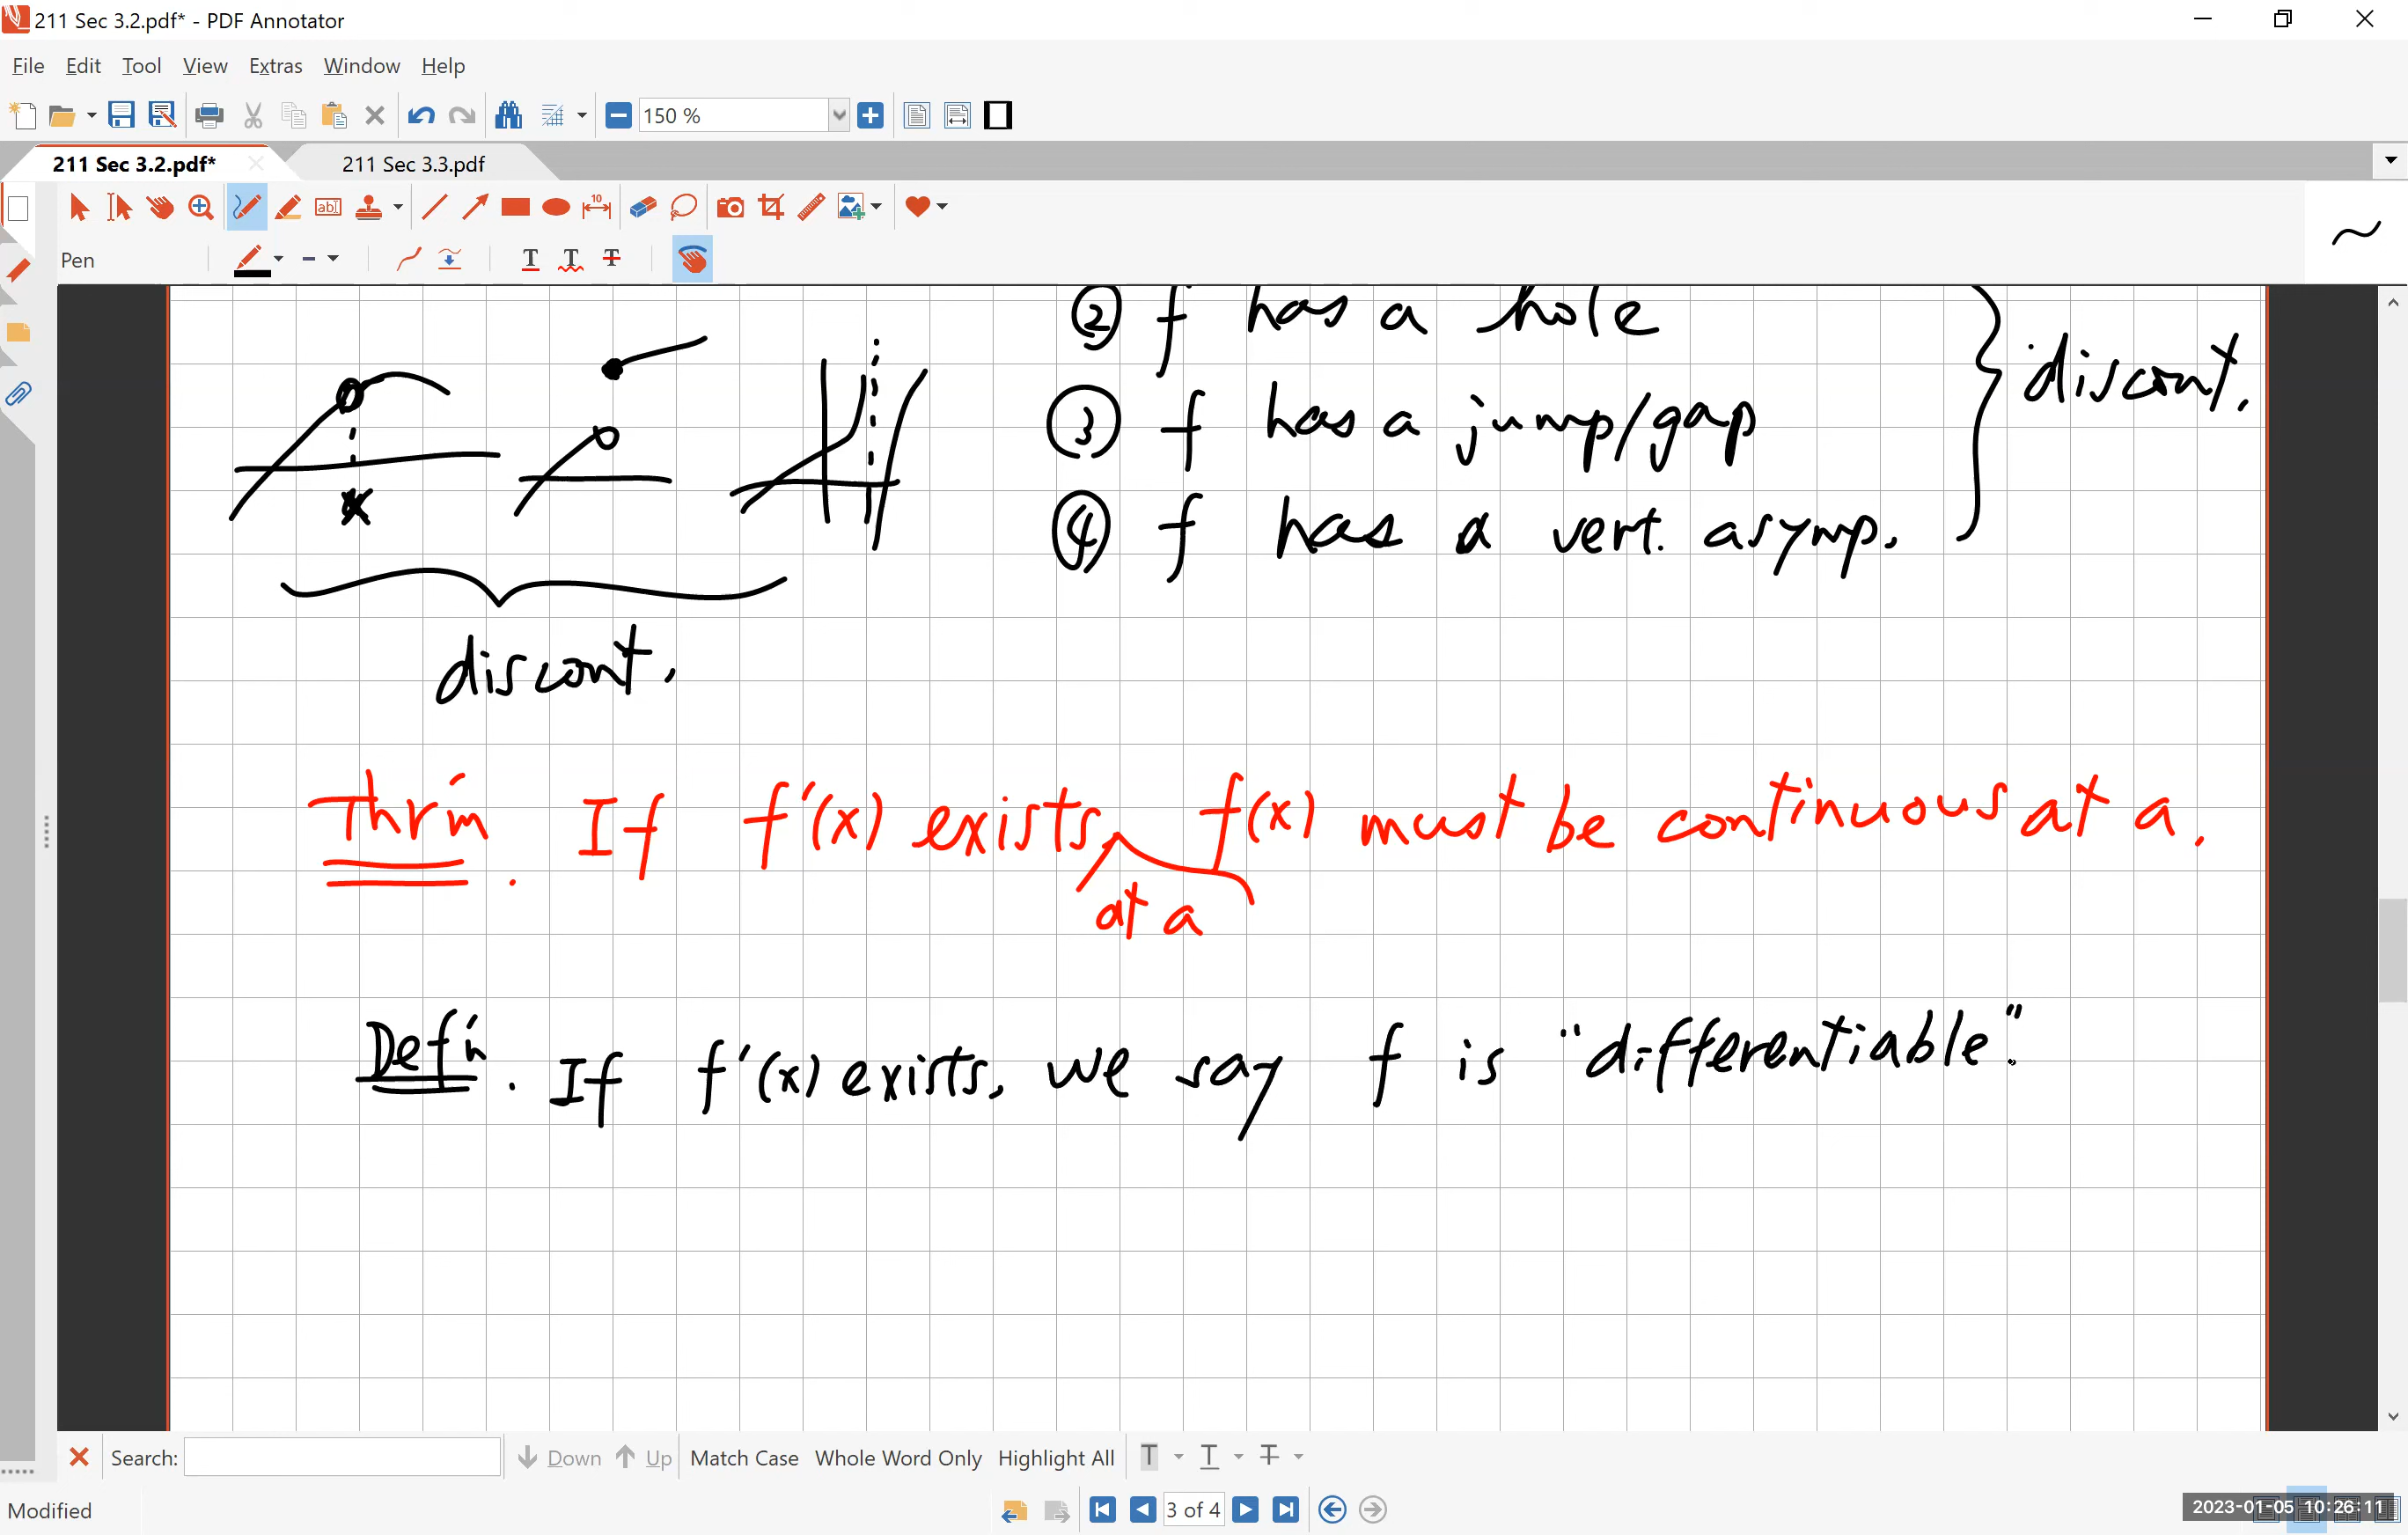 211 Sec 3.2.pdf* - PDF Annotator
File Edit Tool View Extras Window Help
150 %
211 Sec 3.2.pdf* 211 Sec 3.3.pdf
Pen
② f has a hole
③ f has a jump/gap
④ f has a vert. asymp.
discont.
discont.
Thm. If f'(x) exists at a f(x) must be continuous at a.
Def'n. If f'(x) exists, we say f is "differentiable".
Search: Down Up Match Case Whole Word Only Highlight All
Modified 3 of 4 2023-01-05 10:26:11